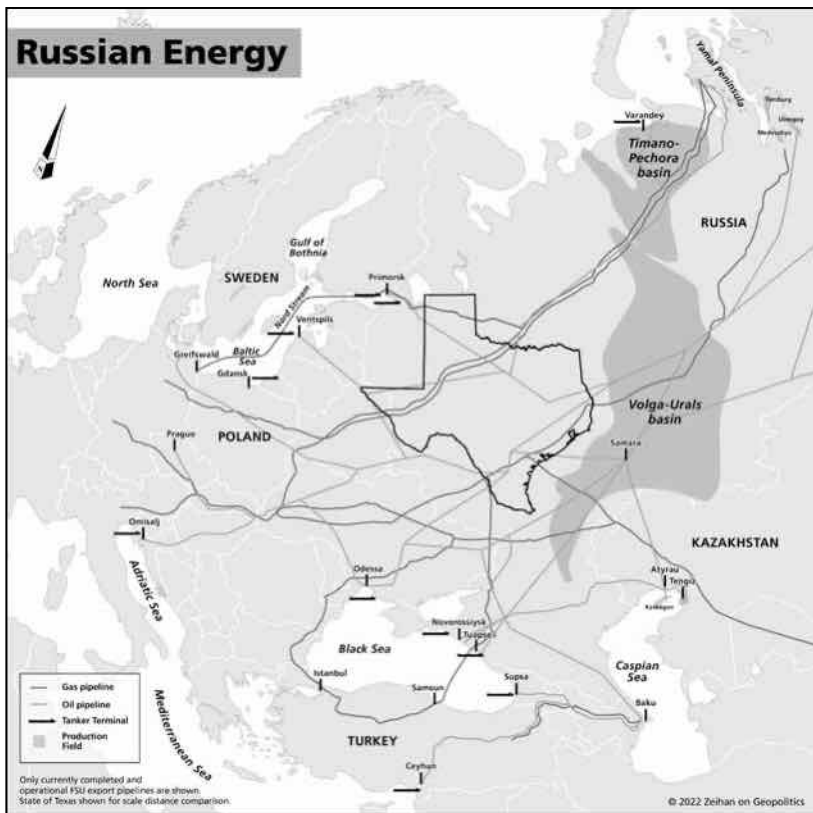 Russian Energy
Yamal Peninsula
Varandey
Timano-
Pechora
basin
RUSSIA
Gulf of
Bothnia
North Sea
SWEDEN
Primorsk
Nord Stream
Ventspils
Greifswald
Baltic
Sea
Gdansk
Volga-Urals
basin
Prague
POLAND
Samara
Omisalj
KAZAKHSTAN
Adriatic Sea
Odessa
Atyrau
Tengiz
Kashagan
Novorossiysk
Tuapse
Black Sea
Caspian
Sea
Istanbul
Samsun
Supsa
Baku
Mediterranean Sea
TURKEY
Ceyhan
Gas pipeline
Oil pipeline
Tanker Terminal
Production
Field
Only currently completed and
operational FSU export pipelines are shown.
State of Texas shown for scale distance comparison.
© 2022 Zeihan on Geopolitics